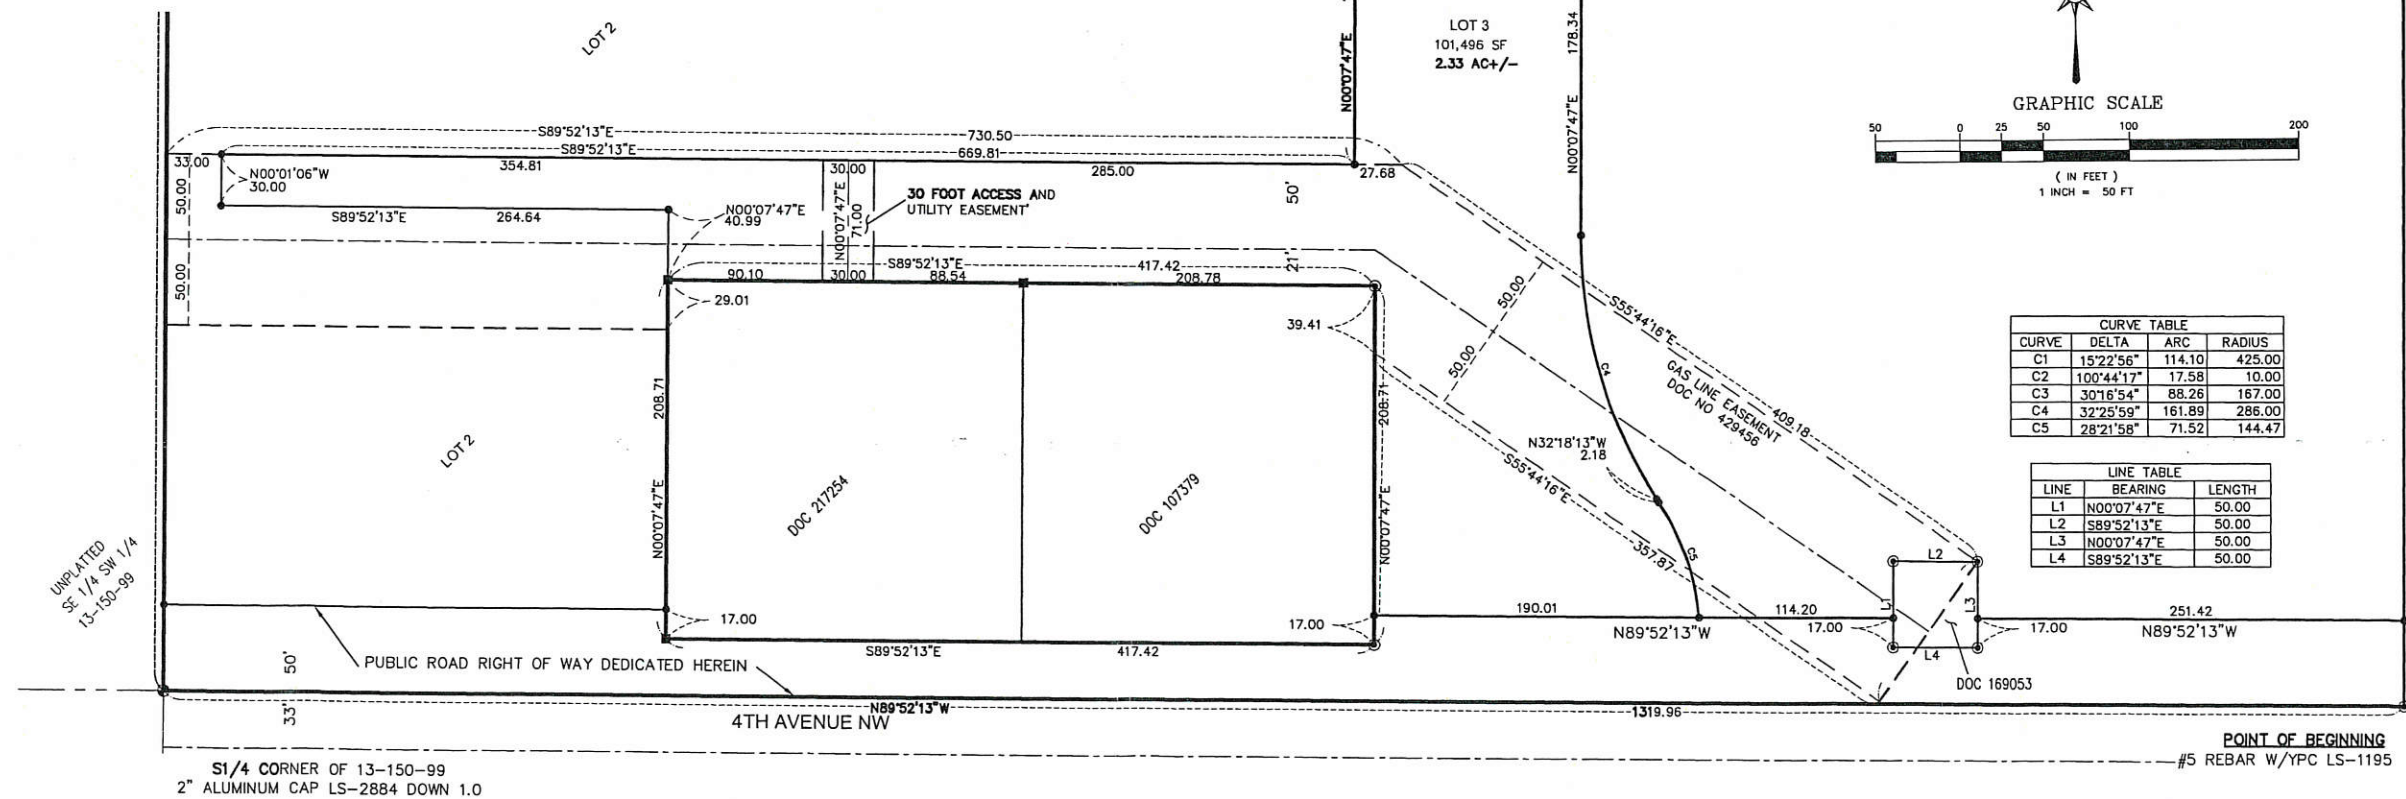 LOT 2
LOT 3
101,496 SF
2.33 AC+/-
N00°07'47"E
N00°07'47"E
178.34
GRAPHIC SCALE
50 0 25 50 100 200
( IN FEET )
1 INCH = 50 FT
S89°52'13"E
730.50
S89°52'13"E
669.81
33.00
354.81
30.00
285.00
27.68
N00°01'06"W
30.00
50.00
50.00
S89°52'13"E
264.64
N00°07'47"E
40.99
N00°07'47"E
71.00
30 FOOT ACCESS AND
UTILITY EASEMENT
50'
21'
S89°52'13"E
417.42
90.10
30.00
88.54
208.78
29.01
39.41
50.00
50.00
S55°44'16"E
409.18
GAS LINE EASEMENT
DOC NO 429456
C4
C5
N32°18'13"W
2.18
S55°44'16"E
357.87
208.71
N00°07'47"E
208.71
N00°07'47"E
LOT 2
DOC 217254
DOC 107379
CURVE TABLE
CURVE DELTA ARC RADIUS
C1 15°22'56" 114.10 425.00
C2 100°44'17" 17.58 10.00
C3 30°16'54" 88.26 167.00
C4 32°25'59" 161.89 286.00
C5 28°21'58" 71.52 144.47
LINE TABLE
LINE BEARING LENGTH
L1 N00°07'47"E 50.00
L2 S89°52'13"E 50.00
L3 N00°07'47"E 50.00
L4 S89°52'13"E 50.00
UNPLATTED
SE 1/4 SW 1/4
13-150-99
17.00
17.00
190.01
114.20
N89°52'13"W
17.00
L1
L2
L3
L4
17.00
251.42
N89°52'13"W
DOC 169053
S89°52'13"E
417.42
PUBLIC ROAD RIGHT OF WAY DEDICATED HEREIN
50'
33'
N89°52'13"W
1319.96
4TH AVENUE NW
POINT OF BEGINNING
#5 REBAR W/YPC LS-1195
S1/4 CORNER OF 13-150-99
2" ALUMINUM CAP LS-2884 DOWN 1.0